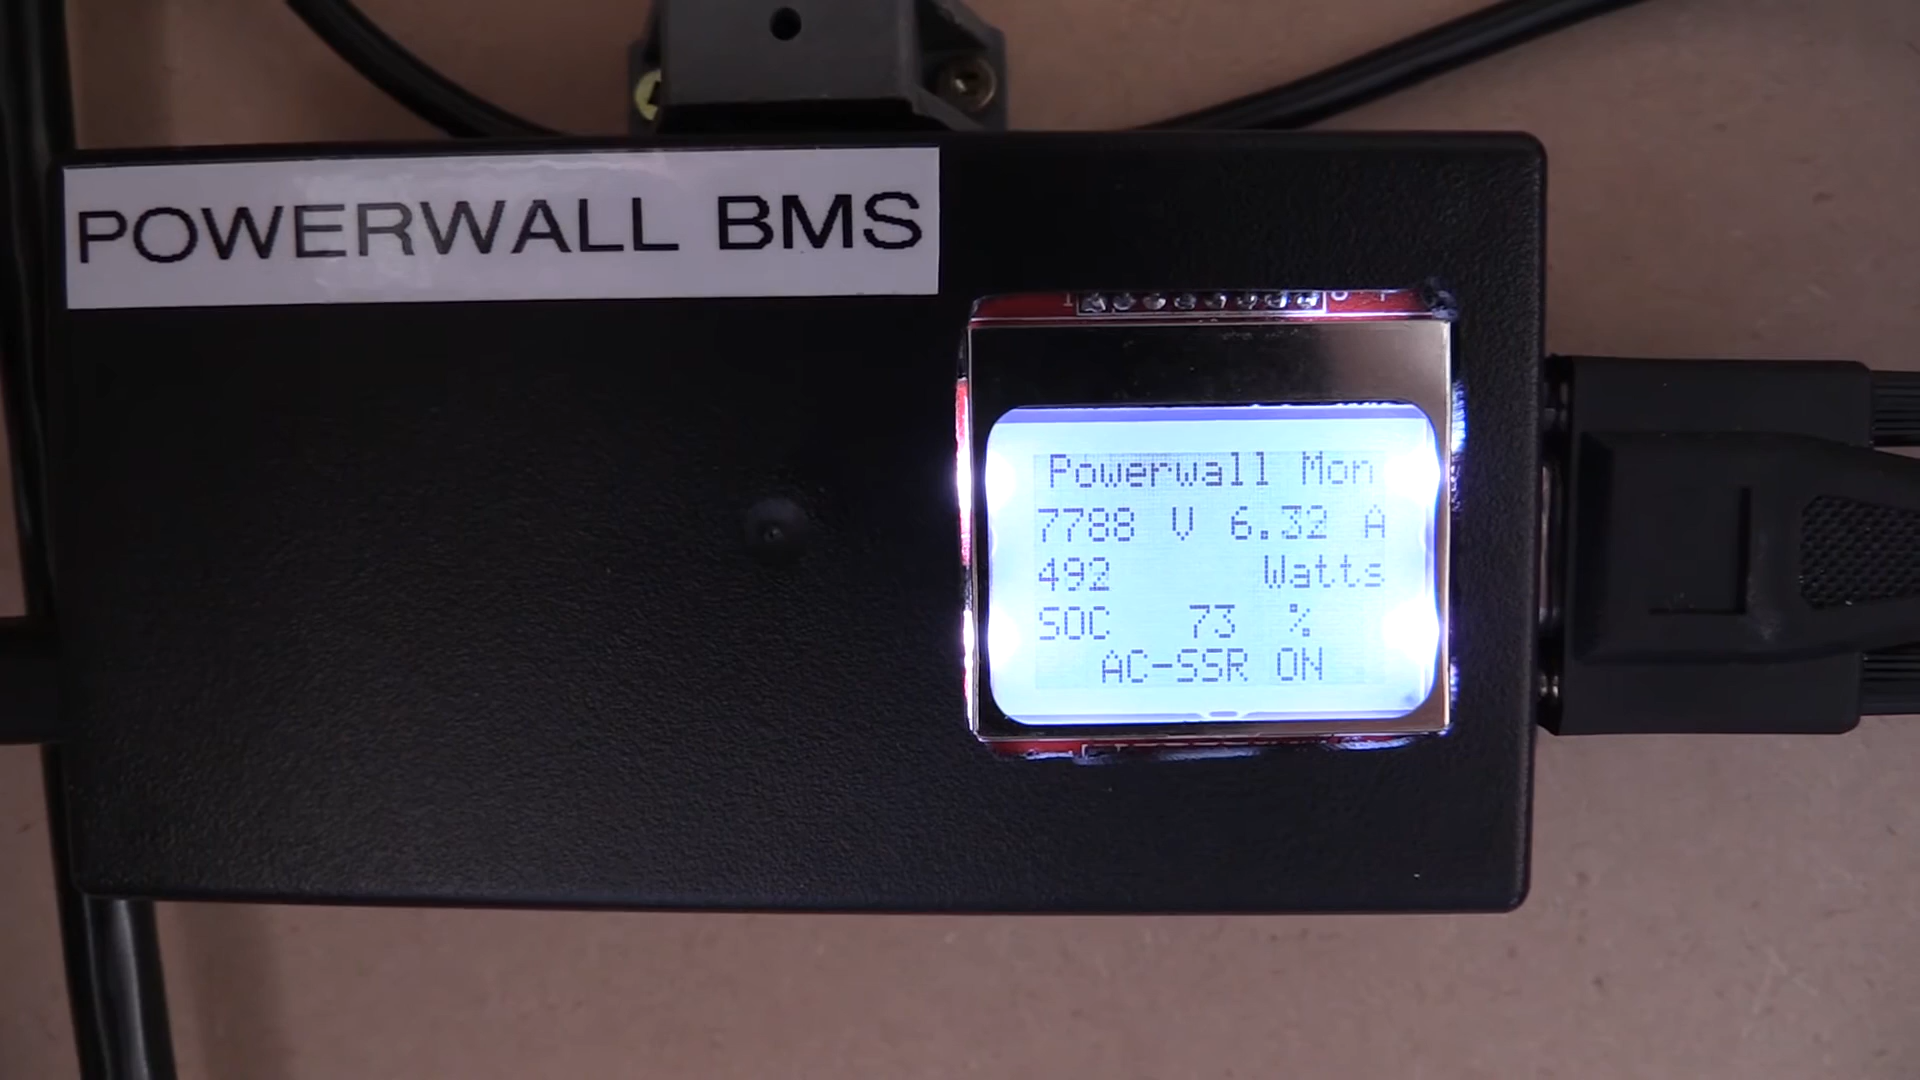 POWERWALL BMS
Powerwall Mon
7788 V 6.32 A
492 Watts
SOC 73 %
AC-SSR ON